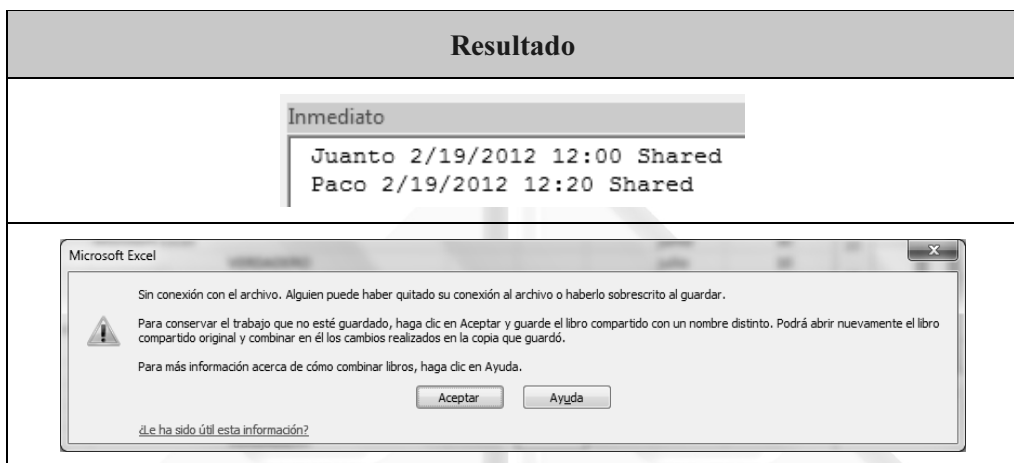 Resultado
Inmediato
Juanto 2/19/2012 12:00 Shared
Paco 2/19/2012 12:20 Shared
Microsoft Excel
Sin conexión con el archivo. Alguien puede haber quitado su conexión al archivo o haberlo sobrescrito al guardar.
Para conservar el trabajo que no esté guardado, haga clic en Aceptar y guarde el libro compartido con un nombre distinto. Podrá abrir nuevamente el libro
compartido original y combinar en él los cambios realizados en la copia que guardó.
Para más información acerca de cómo combinar libros, haga clic en Ayuda.
Aceptar
Ayuda
¿Le ha sido útil esta información?